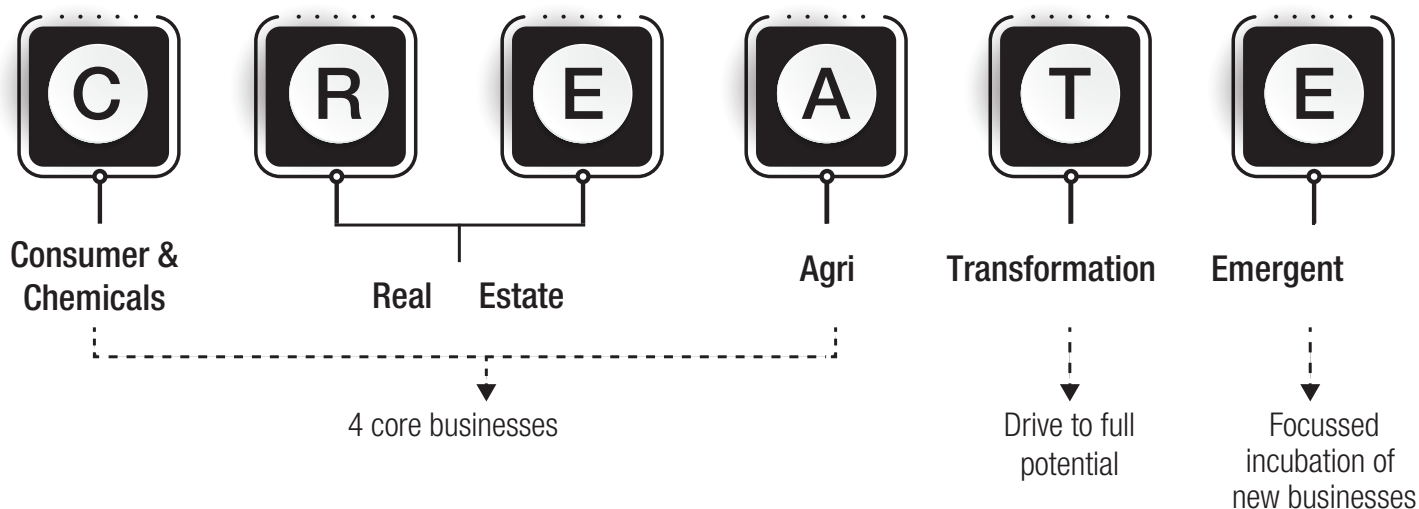 C R E A T E
Consumer &
Chemicals
Real Estate
Agri
Transformation
Emergent
4 core businesses
Drive to full
potential
Focussed
incubation of
new businesses